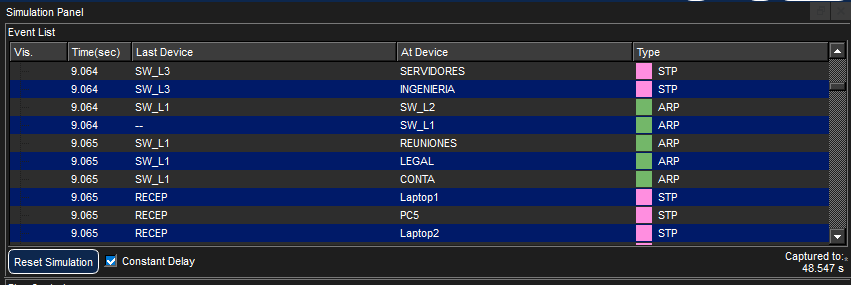 Simulation Panel
Event List
Vis. Time(sec) Last Device At Device Type
9.064 SW_L3 SERVIDORES STP
9.064 SW_L3 INGENIERIA STP
9.064 SW_L1 SW_L2 ARP
9.064 -- SW_L1 ARP
9.065 SW_L1 REUNIONES ARP
9.065 SW_L1 LEGAL ARP
9.065 SW_L1 CONTA ARP
9.065 RECEP Laptop1 STP
9.065 RECEP PC5 STP
9.065 RECEP Laptop2 STP
Reset Simulation Constant Delay Captured to:*
48.547 s